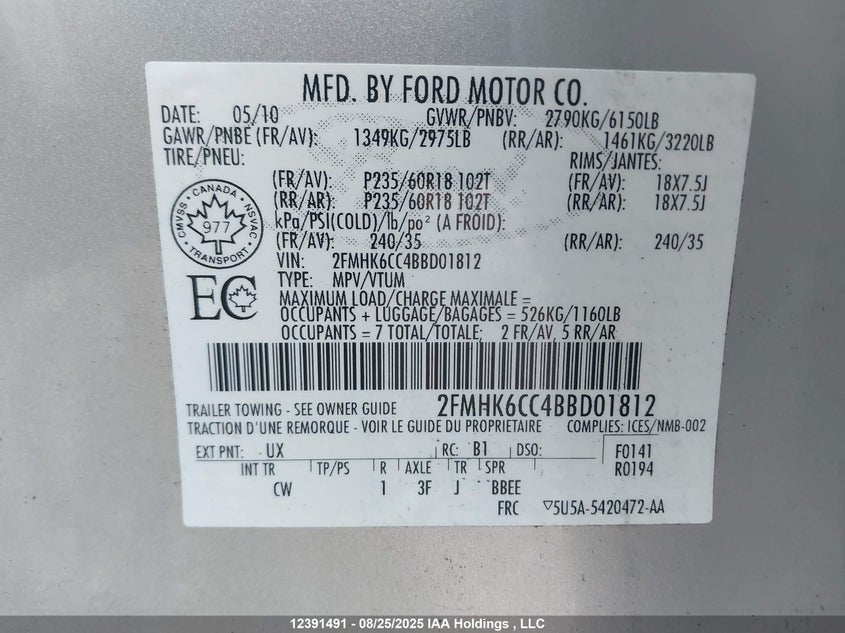 MFD. BY FORD MOTOR CO.
DATE: 05/10 GVWR/PNBV: 2790KG/6150LB
GAWR/PNBE (FR/AV): 1349KG/2975LB (RR/AR): 1461KG/3220LB
TIRE/PNEU: RIMS/JANTES:
(FR/AV): P235/60R18 102T (FR/AV): 18X7.5J
(RR/AR): P235/60R18 102T (RR/AR): 18X7.5J
kPa/PSI(COLD)/lb/po² (A FROID):
(FR/AV): 240/35 (RR/AR): 240/35
CANADA
CMVSS NSVAC
977
TRANSPORT
VIN: 2FMHK6CC4BBD01812
TYPE: MPV/VTUM
EC
MAXIMUM LOAD/CHARGE MAXIMALE =
OCCUPANTS + LUGGAGE/BAGAGES = 526KG/1160LB
OCCUPANTS = 7 TOTAL/TOTALE; 2 FR/AV, 5 RR/AR
TRAILER TOWING - SEE OWNER GUIDE 2FMHK6CC4BBD01812
TRACTION D'UNE REMORQUE - VOIR LE GUIDE DU PROPRIETAIRE COMPLIES: ICES/NMB-002
EXT PNT: UX RC: B1 DSO: F0141
INT TR TP/PS R AXLE TR SPR R0194
CW 1 3F J BBEE
FRC ▽5U5A-5420472-AA
12391491 - 08/25/2025 IAA Holdings , LLC